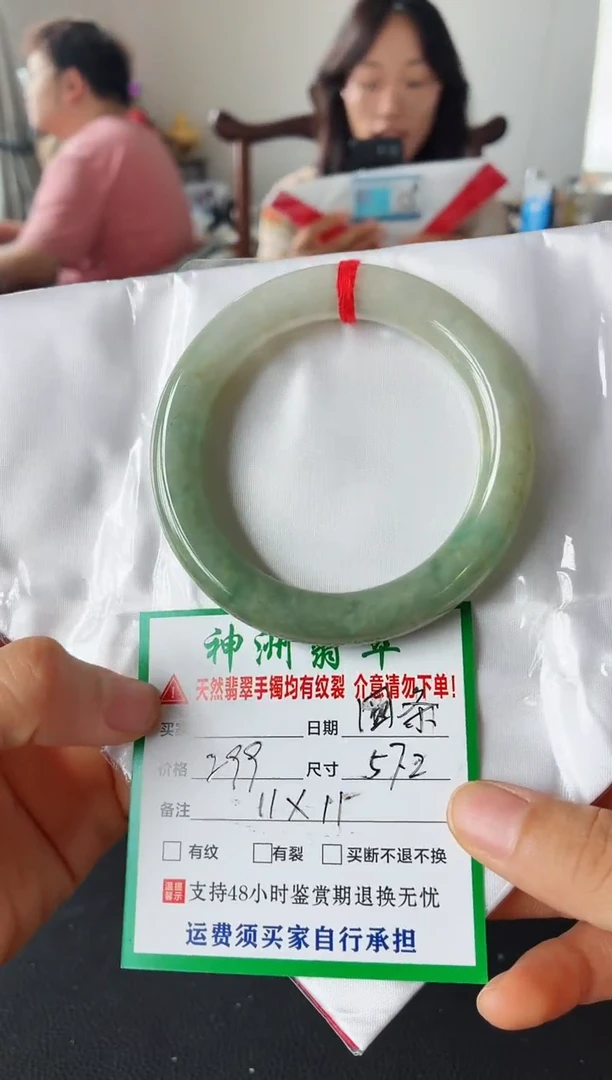 神洲翡翠
天然翡翠手镯均有纹裂 介意请勿下单!
买家 日期 圆条
价格 299 尺寸 57.2
备注 11X11
有纹 有裂 买断不退不换
温馨提示 支持48小时鉴赏期退换无忧
运费须买家自行承担